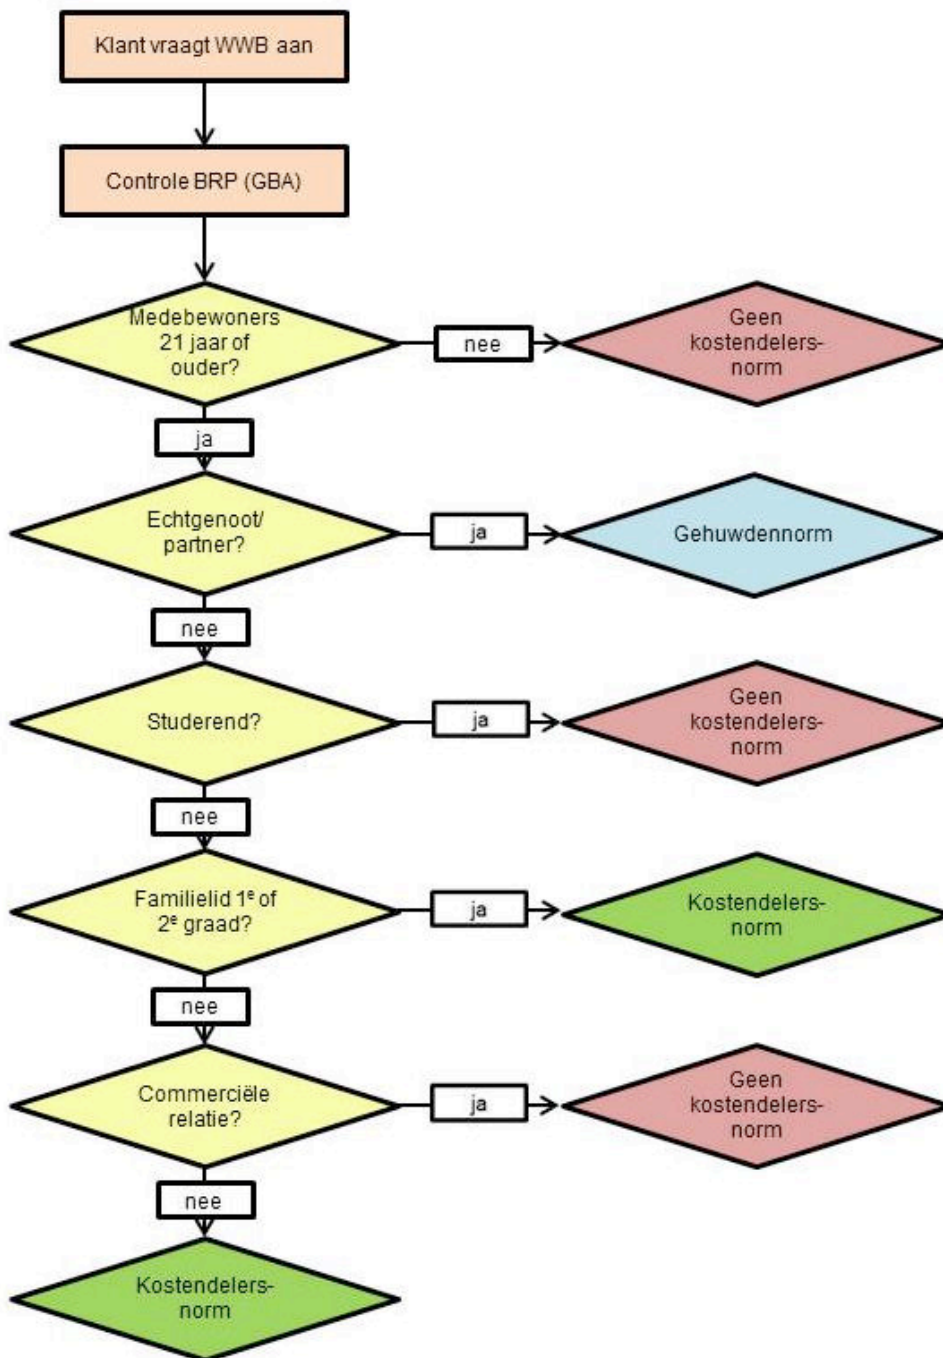 Klant vraagt WWB aan
Controle BRP (GBA)
Medebewoners
21 jaar of
ouder?
nee
Geen
kostendelers-
norm
ja
Echtgenoot/
partner?
ja
Gehuwdennorm
nee
Studerend?
ja
Geen
kostendelers-
norm
nee
Familielid 1e of
2e graad?
ja
Kostendelers-
norm
nee
Commerciële
relatie?
ja
Geen
kostendelers-
norm
nee
Kostendelers-
norm